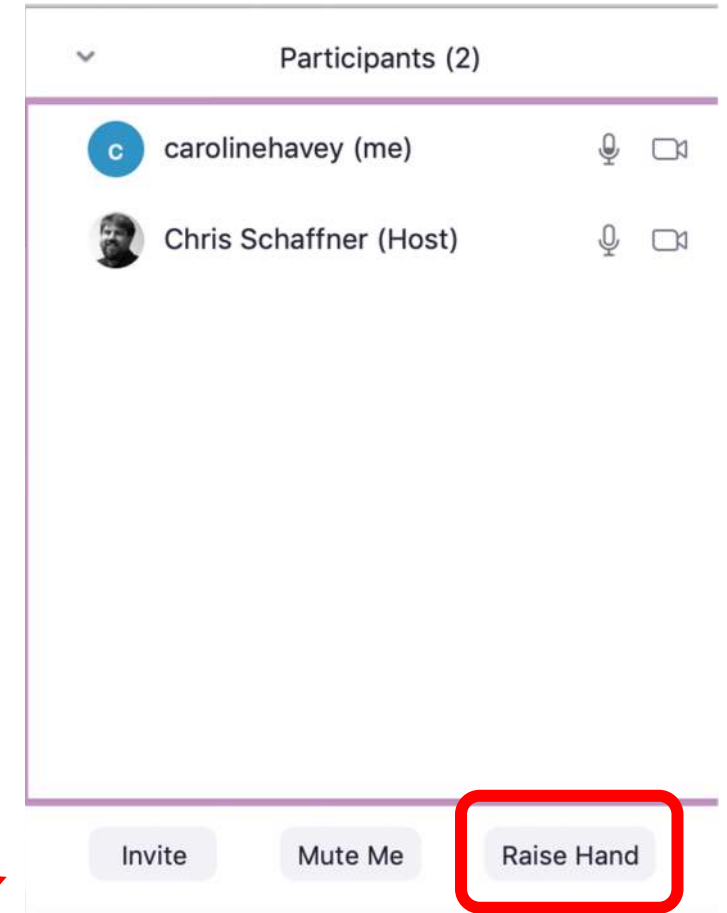 Participants (2)
c carolinehavey (me)
Chris Schaffner (Host)
Invite Mute Me Raise Hand